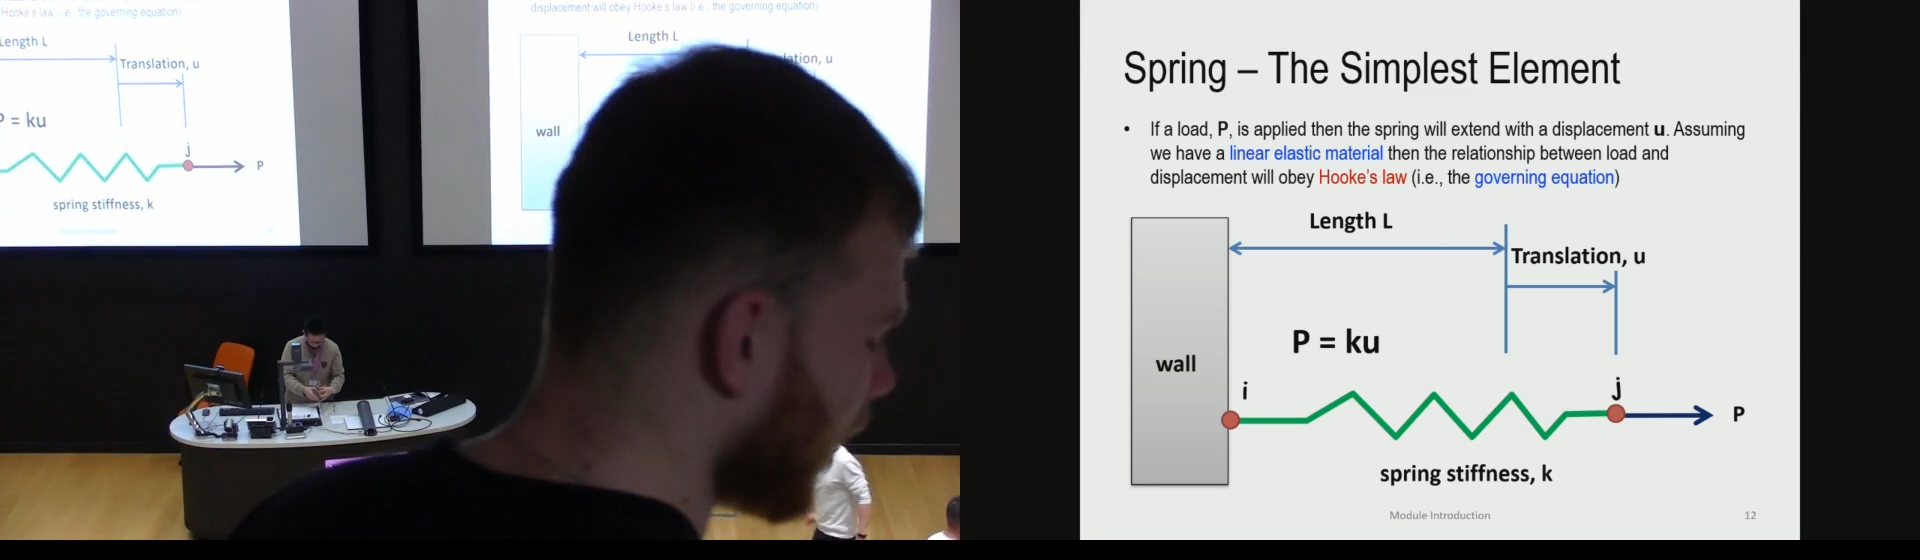 Hooke's law (i.e., the governing equation)
Length L
Translation, u
P = ku
j
P
spring stiffness, k
displacement will obey Hooke's law (i.e., the governing equation)
Length L
ation, u
wall
Spring – The Simplest Element
• If a load, P, is applied then the spring will extend with a displacement u. Assuming
we have a linear elastic material then the relationship between load and
displacement will obey Hooke's law (i.e., the governing equation)
Length L
Translation, u
P = ku
wall
i
j
P
spring stiffness, k
Module Introduction
12